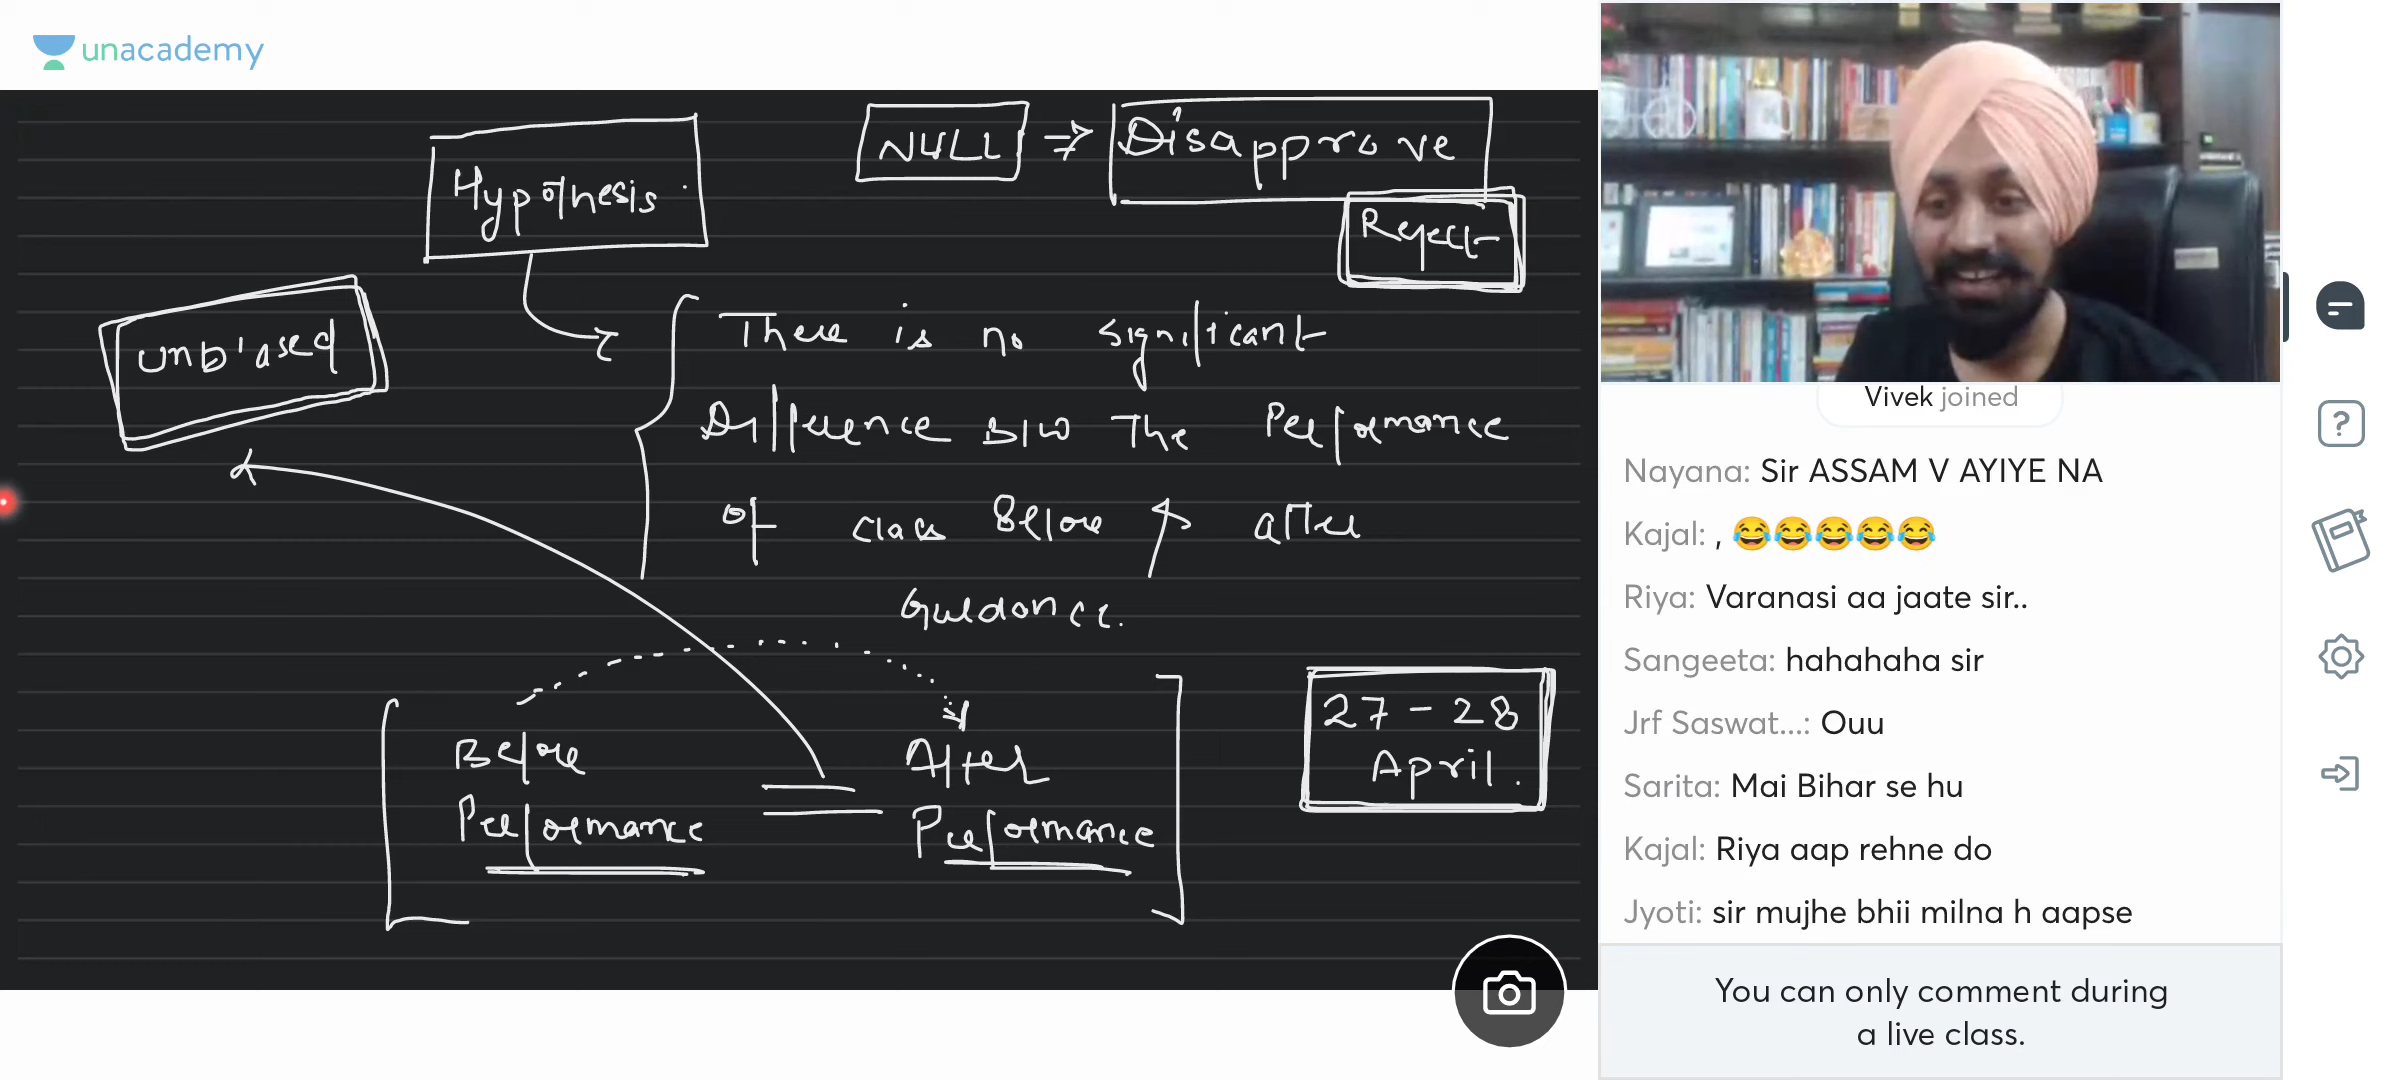 unacademy
NULL ⇒ Disapprove
Hypothesis.
Reject
unbiased
There is no significant
Difference B/W The Performance
of class Before & after
Guidance.
Before
Performance
=
After
Performance
27 - 28
April.
Vivek joined
Nayana: Sir ASSAM V AYIYE NA
Kajal: , 😂😂😂😂😂
Riya: Varanasi aa jaate sir..
Sangeeta: hahahaha sir
Jrf Saswat...: Ouu
Sarita: Mai Bihar se hu
Kajal: Riya aap rehne do
Jyoti: sir mujhe bhii milna h aapse
You can only comment during
a live class.